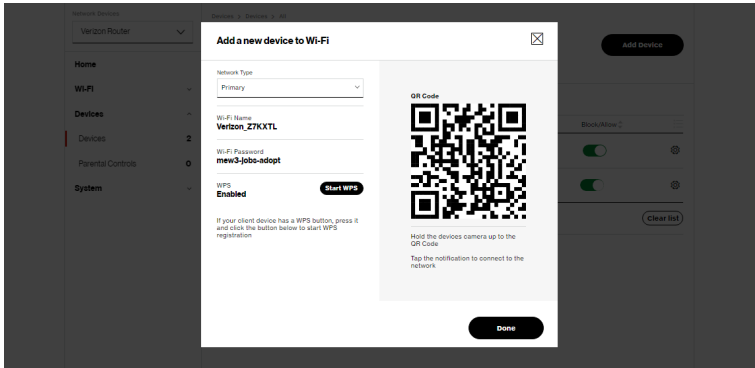 Network Devices
Verizon Router
Home
Wi-Fi
Devices
Devices 2
Parental Controls 0
System
Devices > Devices > All
Add Device
Block/Allow
Clear list
Add a new device to Wi-Fi
Network Type
Primary
Wi-Fi Name
Verizon_Z7KXTL
Wi-Fi Password
mew3-jobs-adopt
WPS
Enabled
Start WPS
If your client device has a WPS button, press it
and click the button below to start WPS
registration
QR Code
Hold the devices camera up to the
QR Code
Tap the notification to connect to the
network
Done